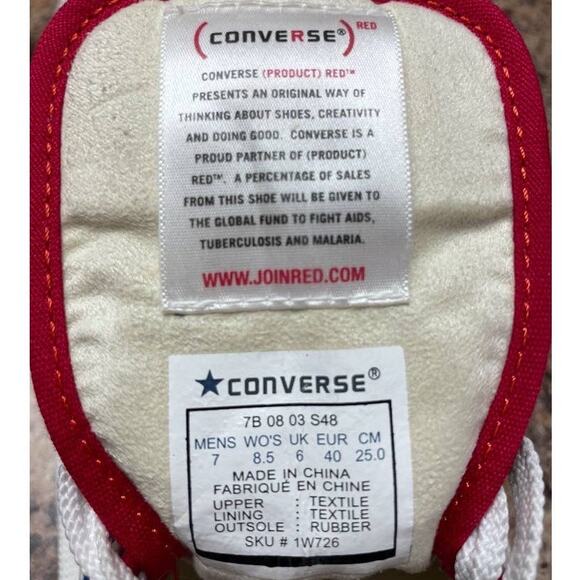 (CONVERSE®) RED
CONVERSE (PRODUCT) RED™
PRESENTS AN ORIGINAL WAY OF
THINKING ABOUT SHOES, CREATIVITY
AND DOING GOOD. CONVERSE IS A
PROUD PARTNER OF (PRODUCT)
RED™. A PERCENTAGE OF SALES
FROM THIS SHOE WILL BE GIVEN TO
THE GLOBAL FUND TO FIGHT AIDS,
TUBERCULOSIS AND MALARIA.
WWW.JOINRED.COM
★CONVERSE®
7B 08 03 S48
MENS WO'S UK EUR CM
7 8.5 6 40 25.0
MADE IN CHINA
FABRIQUÉ EN CHINE
UPPER : TEXTILE
LINING : TEXTILE
OUTSOLE : RUBBER
SKU # 1W726